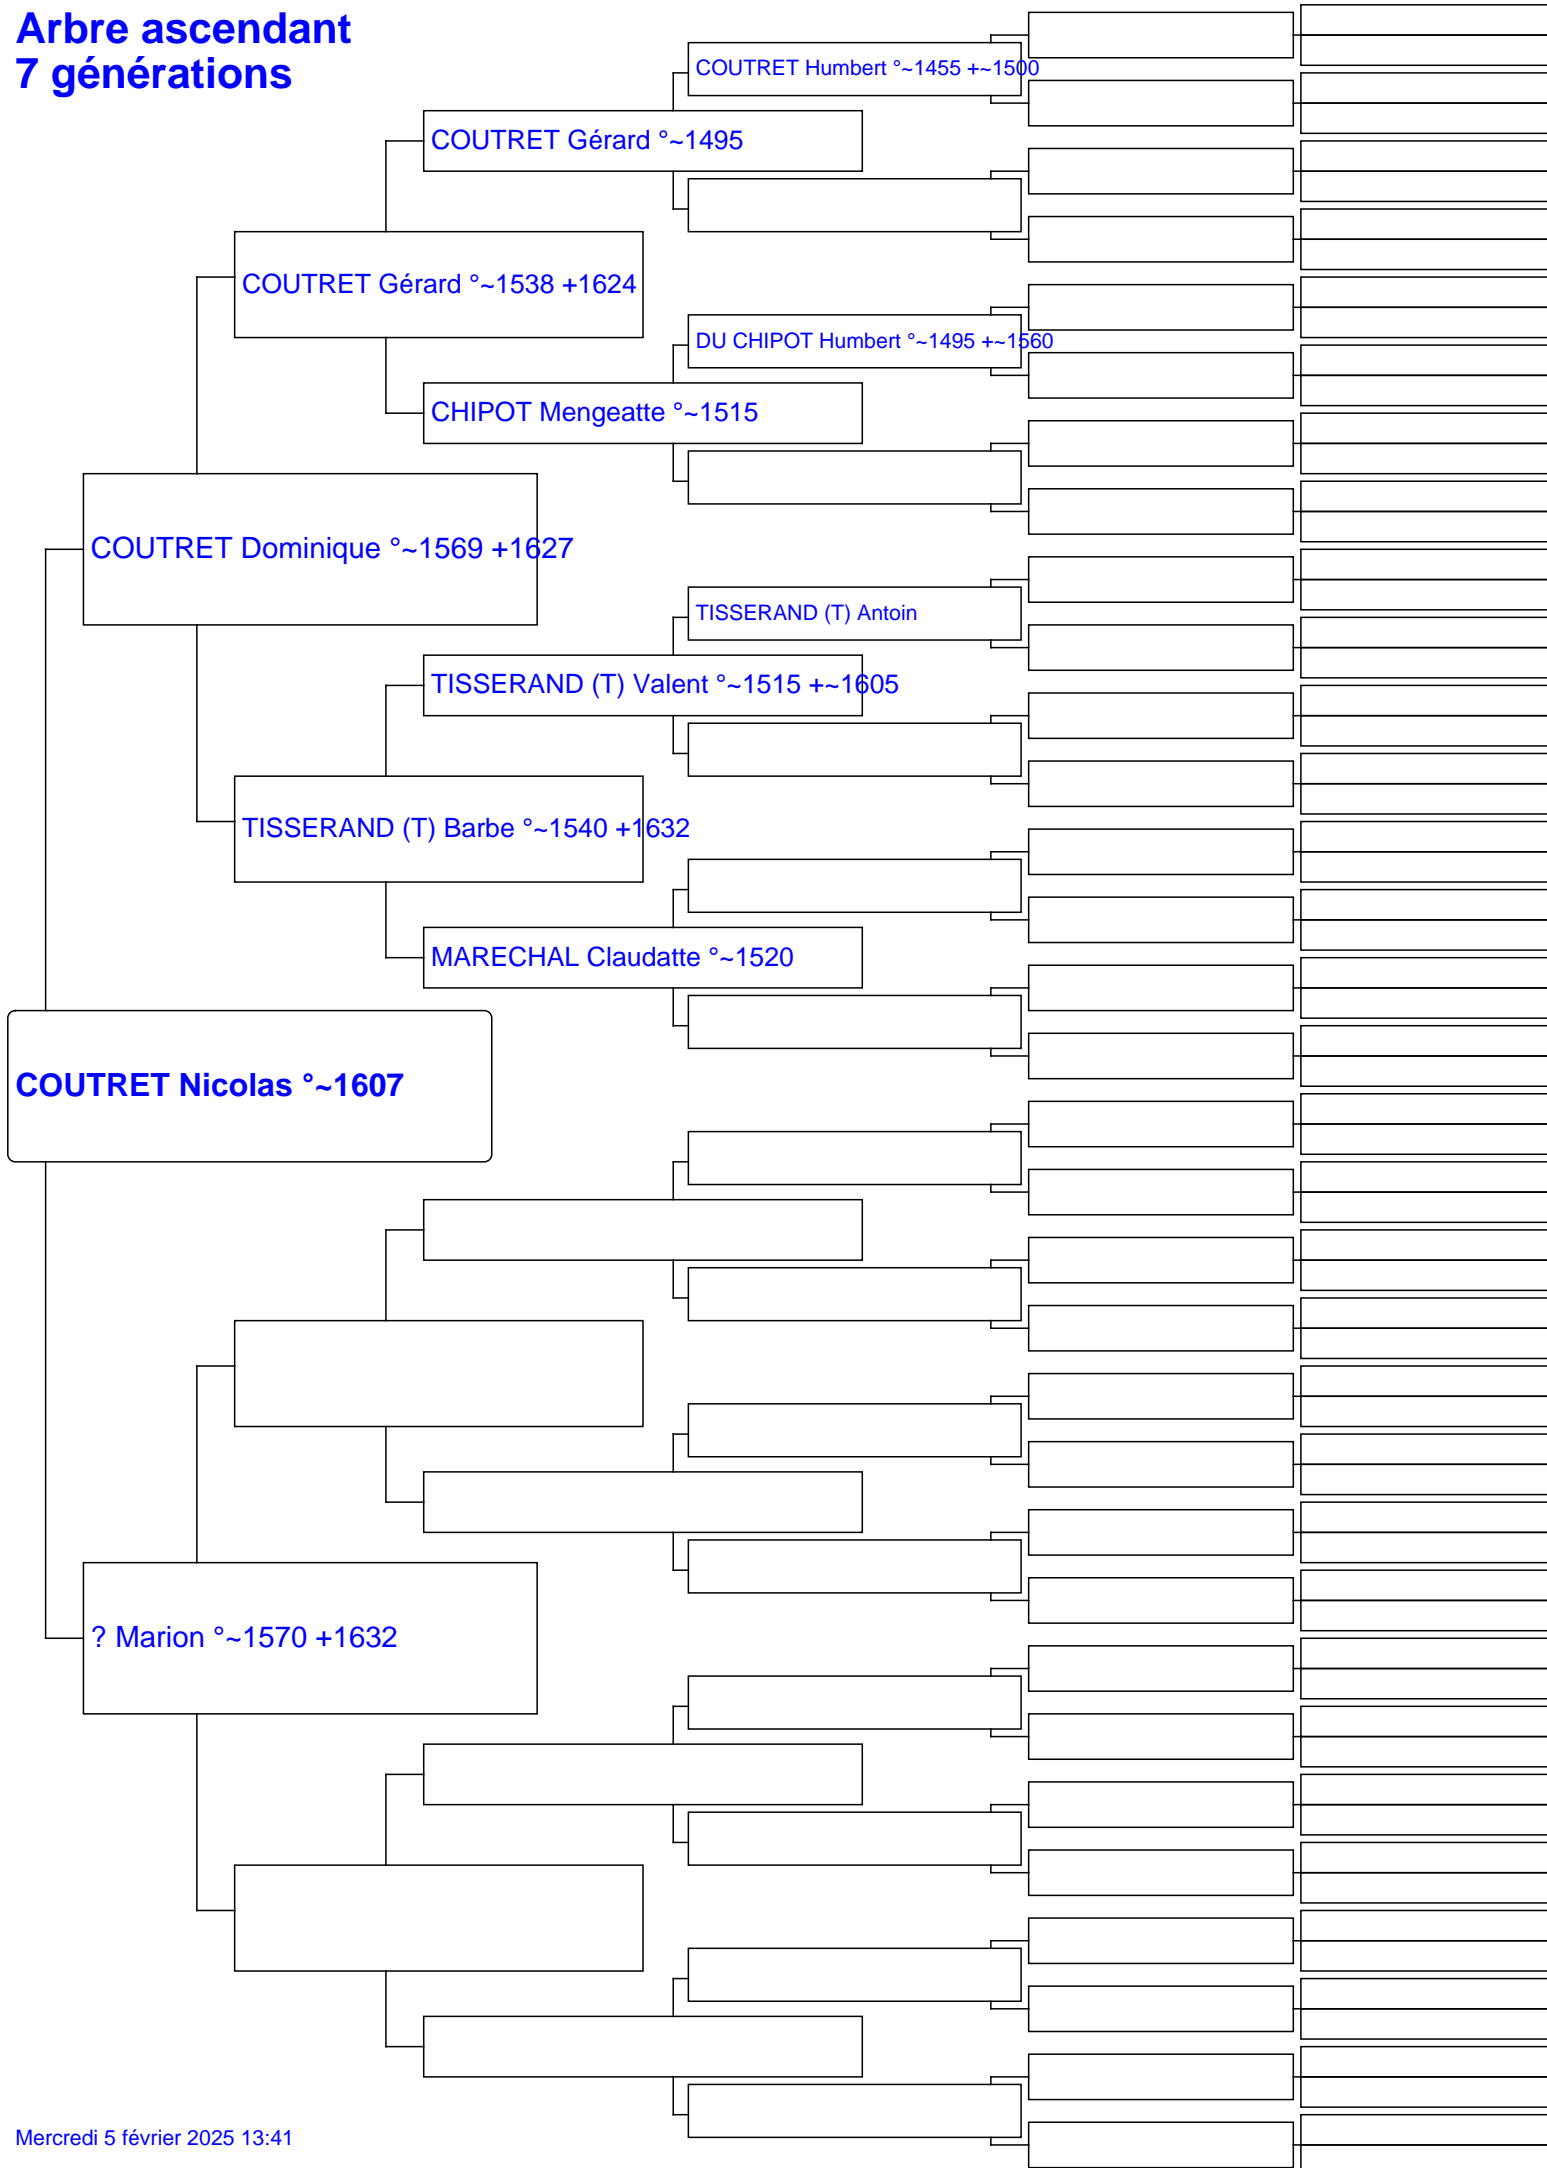 Arbre ascendant
7 générations
COUTRET Humbert °~1455 +~1500
COUTRET Gérard °~1495
COUTRET Gérard °~1538 +1624
DU CHIPOT Humbert °~1495 +~1560
CHIPOT Mengeatte °~1515
COUTRET Dominique °~1569 +1627
TISSERAND (T) Antoin
TISSERAND (T) Valent °~1515 +~1605
TISSERAND (T) Barbe °~1540 +1632
MARECHAL Claudatte °~1520
COUTRET Nicolas °~1607
? Marion °~1570 +1632
Mercredi 5 février 2025 13:41